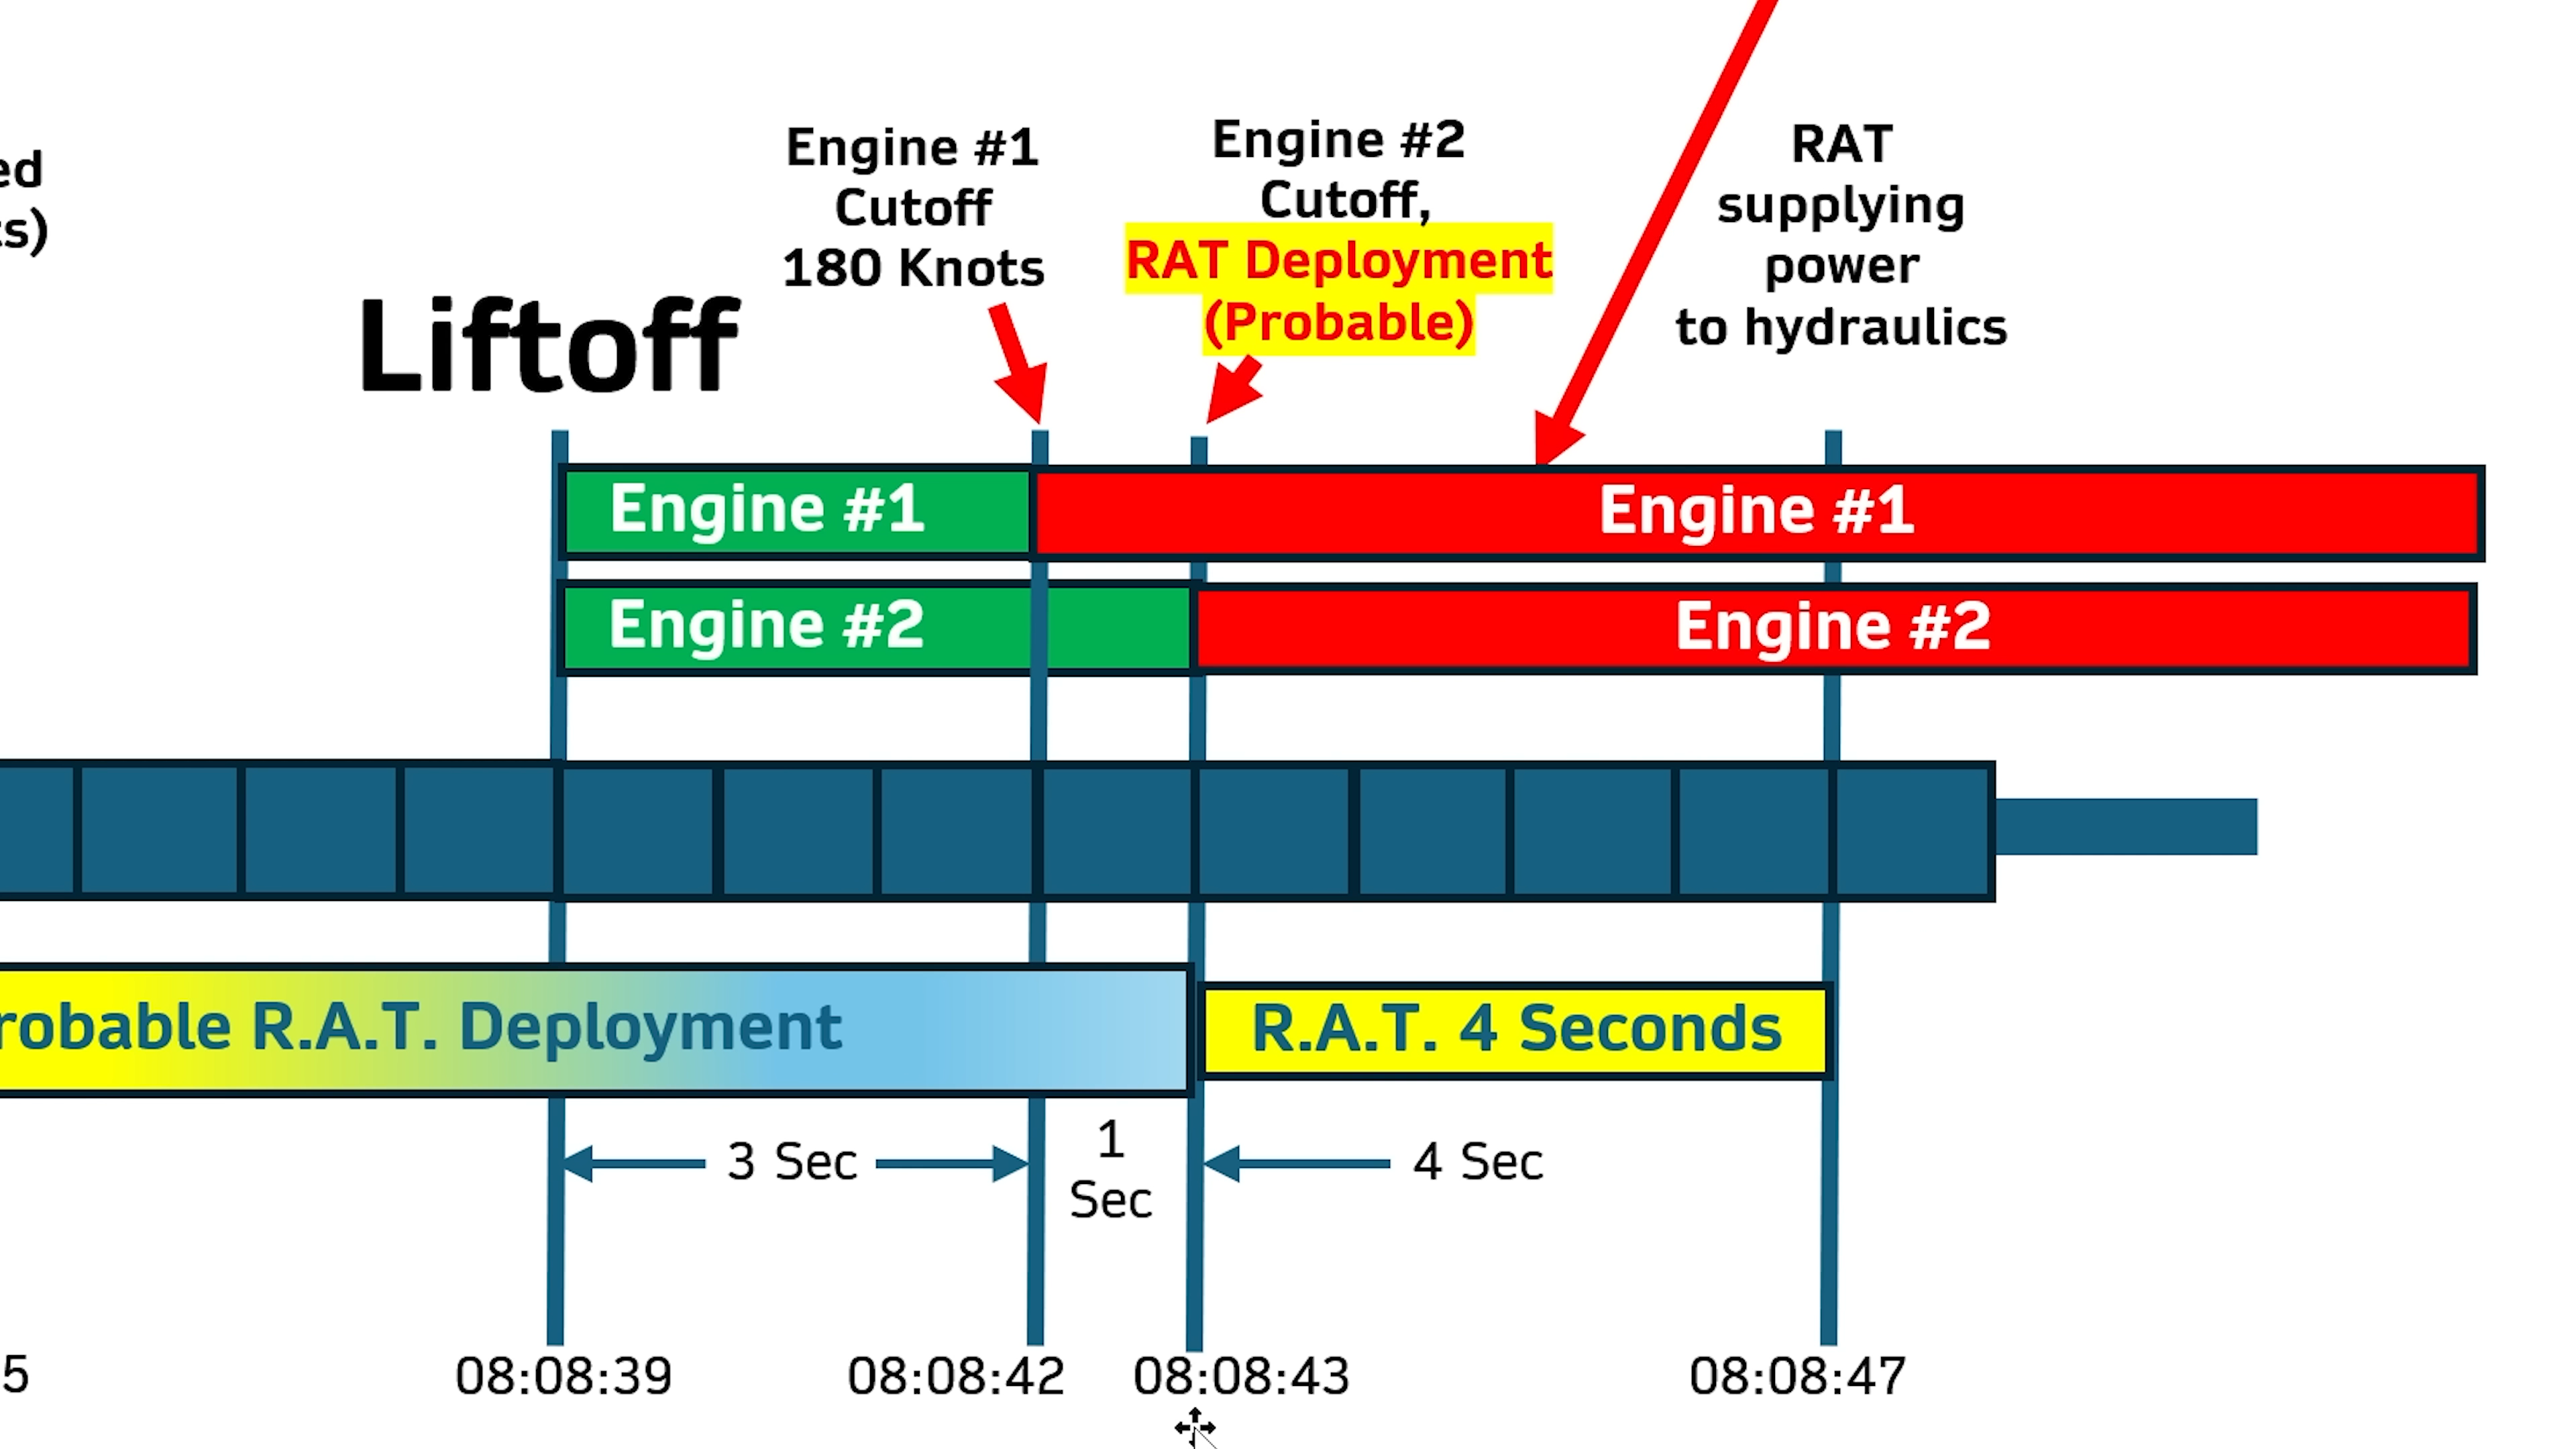 ed
ts)
Liftoff
Engine #1
Cutoff
180 Knots
Engine #2
Cutoff,
RAT Deployment
(Probable)
RAT
supplying
power
to hydraulics
Engine #1
Engine #1
Engine #2
Engine #2
robable R.A.T. Deployment
R.A.T. 4 Seconds
3 Sec
1
Sec
4 Sec
5
08:08:39
08:08:42
08:08:43
08:08:47